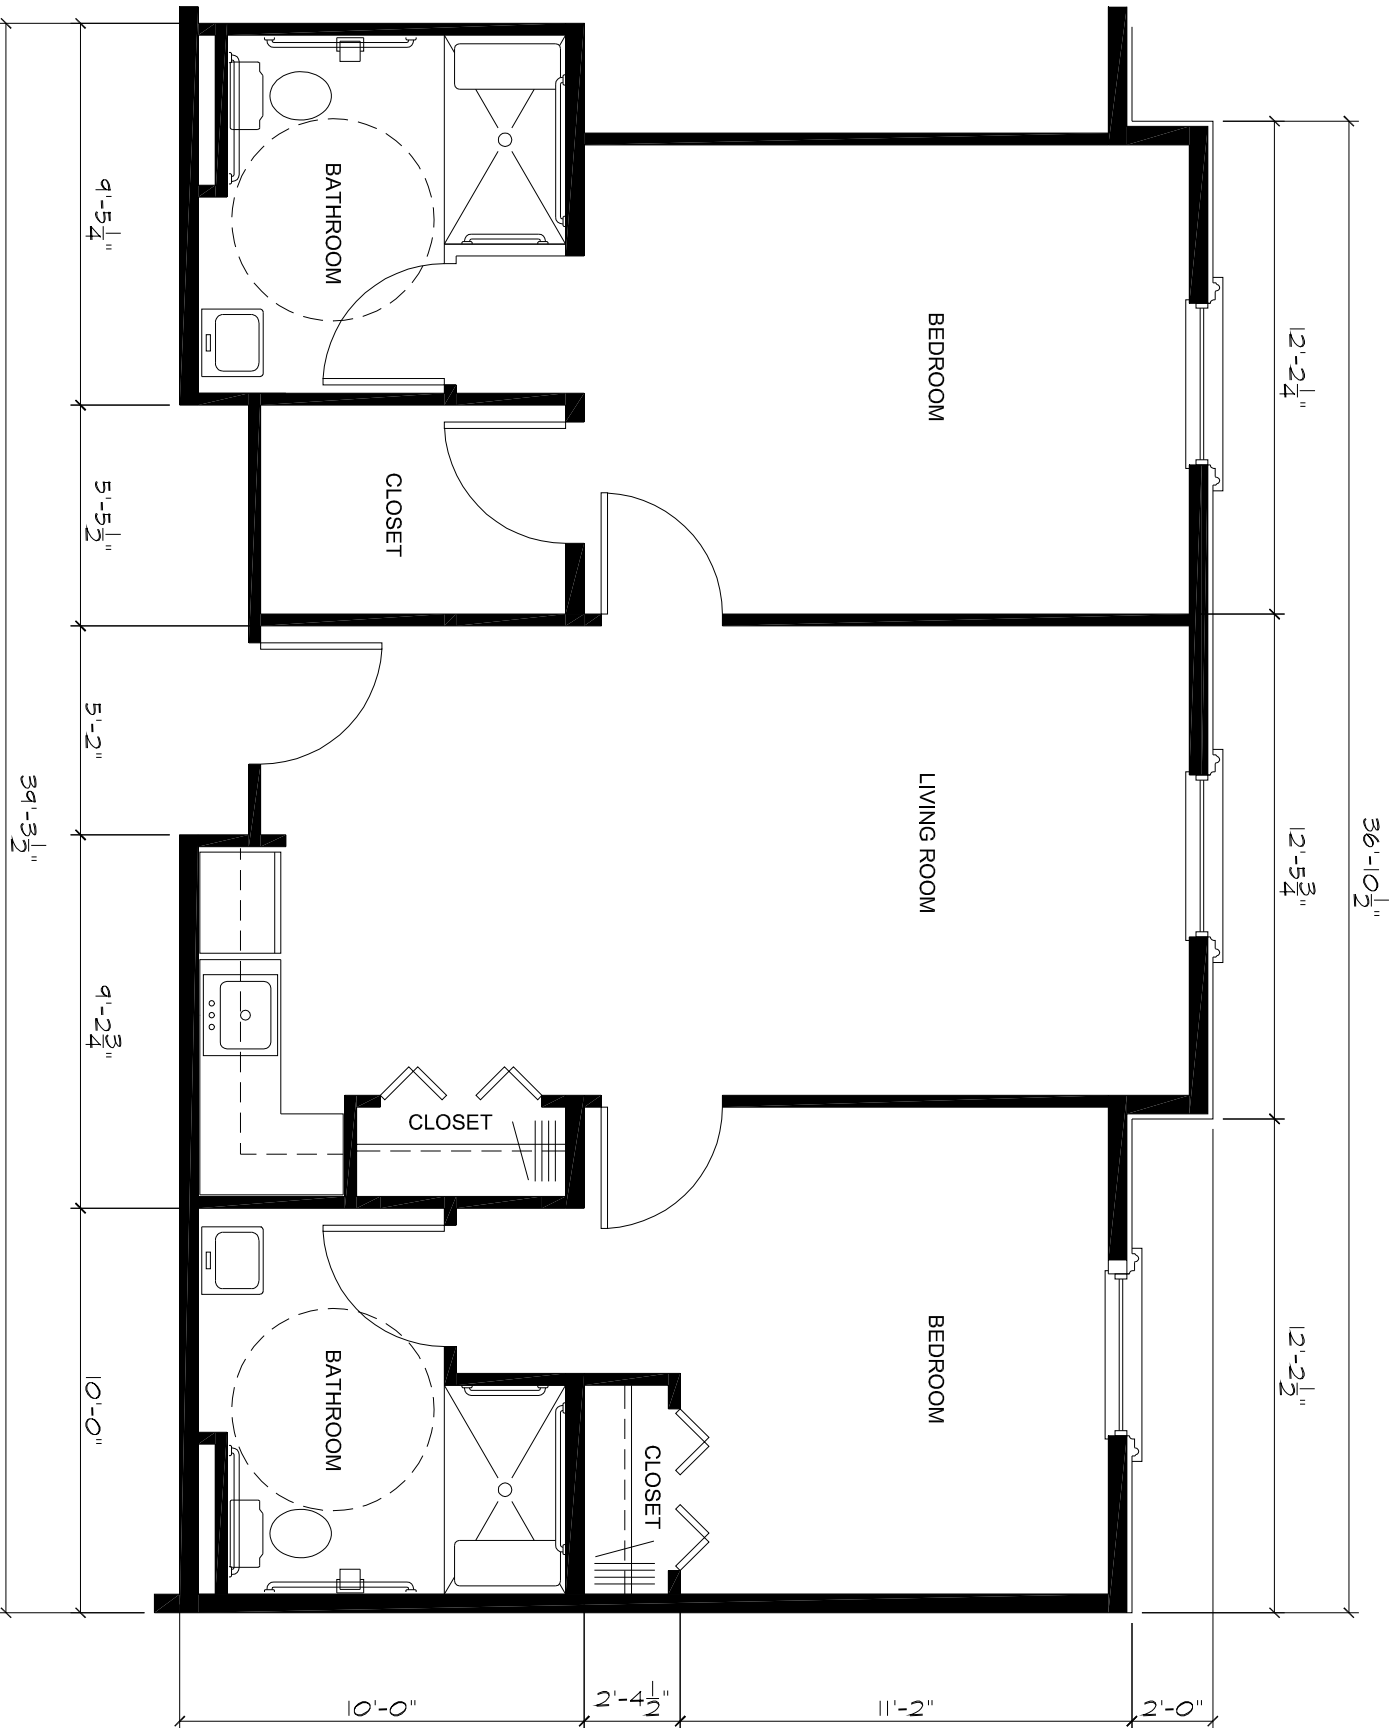 BATHROOM
BEDROOM
CLOSET
LIVING ROOM
CLOSET
BEDROOM
BATHROOM
CLOSET
9'-5 1/4"
5'-5 1/2"
5'-2"
9'-2 3/4"
10'-0"
39'-3 1/2"
12'-2 1/4"
12'-5 3/4"
12'-2 1/2"
36'-10 1/2"
10'-0"
2'-4 1/2"
11'-2"
2'-0"